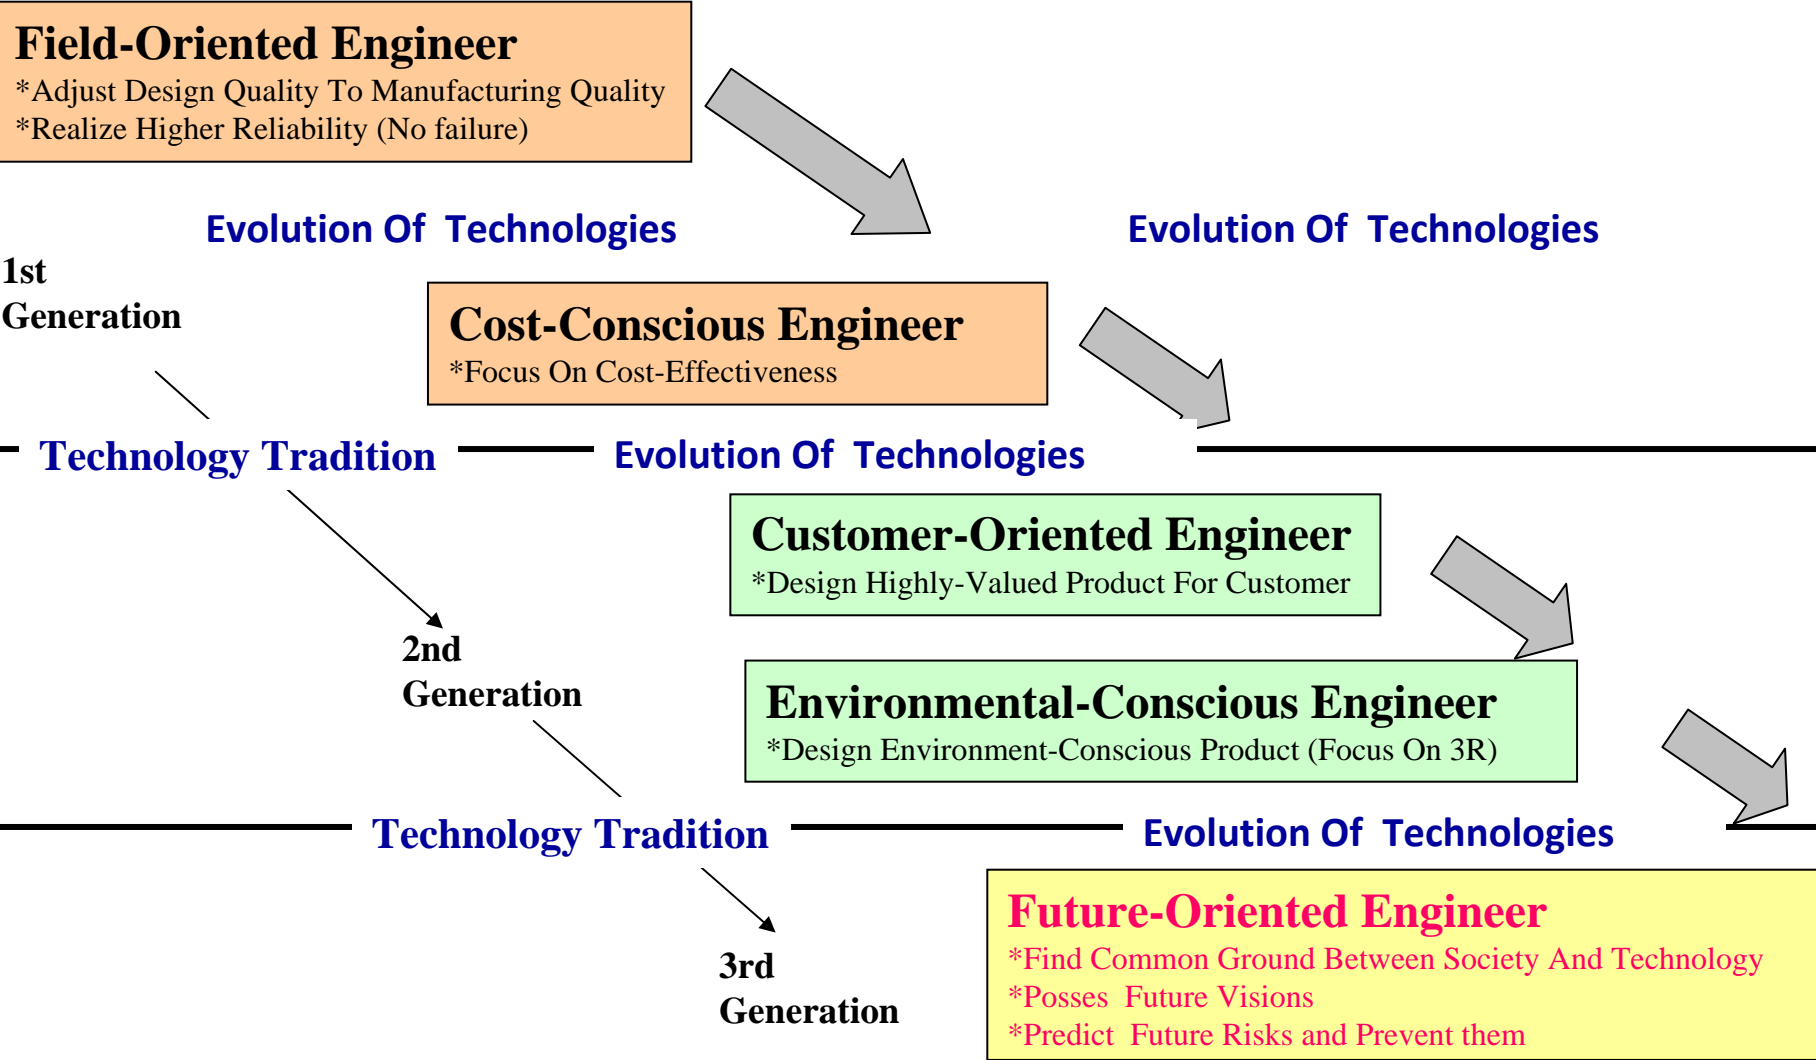 Field-Oriented Engineer
*Adjust Design Quality To Manufacturing Quality
*Realize Higher Reliability (No failure)
Evolution Of  Technologies
Evolution Of  Technologies
1st
Generation
Cost-Conscious Engineer
*Focus On Cost-Effectiveness
Technology Tradition
Evolution Of  Technologies
Customer-Oriented Engineer
*Design Highly-Valued Product For Customer
2nd
Generation
Environmental-Conscious Engineer
*Design Environment-Conscious Product (Focus On 3R)
Technology Tradition
Evolution Of  Technologies
Future-Oriented Engineer
*Find Common Ground Between Society And Technology
*Posses  Future Visions
*Predict  Future Risks and Prevent them
3rd
Generation